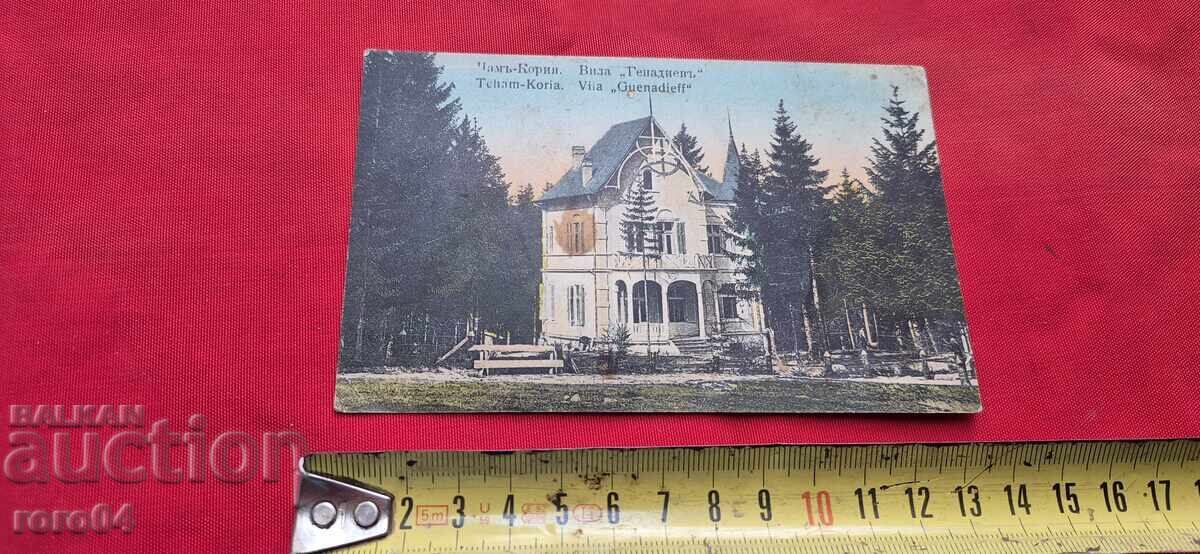 Чамъ-Кория. Вила „Генадиевъ“
Tcham-Koria. Vila „Guenadieff“
BALKAN
auction
roro04
2 5m 3 4 5 6 7 8 9 10 11 12 13 14 15 16 17